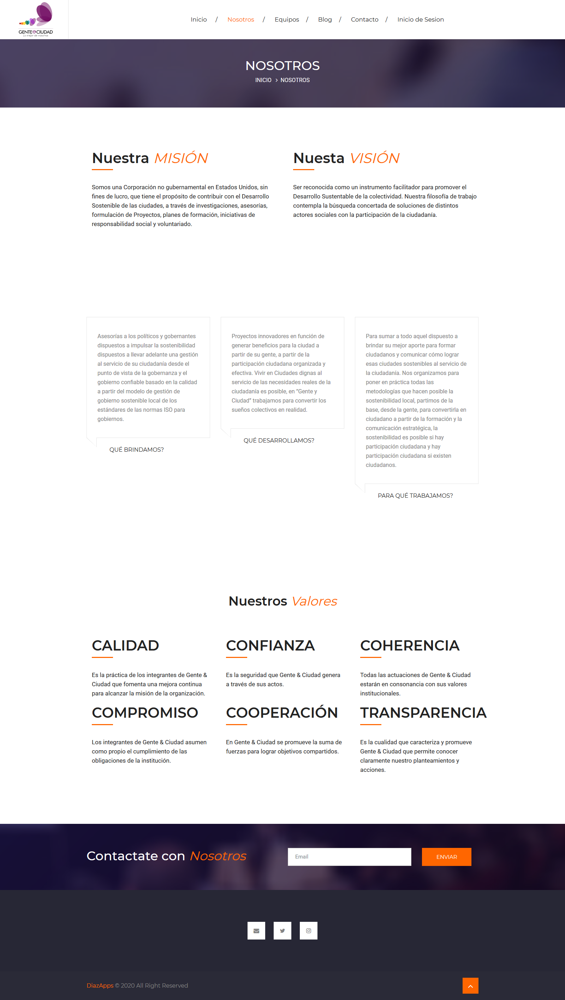 GENTE&CIUDAD
Lo mejor de nosotros
Inicio / Nosotros / Equipos / Blog / Contacto / Inicio de Sesion
NOSOTROS
INICIO > NOSOTROS
Nuestra MISIÓN
Somos una Corporación no gubernamental en Estados Unidos, sin
fines de lucro, que tiene el propósito de contribuir con el Desarrollo
Sostenible de las ciudades, a través de investigaciones, asesorías,
formulación de Proyectos, planes de formación, iniciativas de
responsabilidad social y voluntariado.
Nuesta VISIÓN
Ser reconocida como un instrumento facilitador para promover el
Desarrollo Sustentable de la colectividad. Nuestra filosofía de trabajo
contempla la búsqueda concertada de soluciones de distintos
actores sociales con la participación de la ciudadanía.
Asesorías a los políticos y gobernantes
dispuestos a impulsar la sostenibilidad
dispuestos a llevar adelante una gestión
al servicio de su ciudadanía desde el
punto de vista de la gobernanza y el
gobierno confiable basado en la calidad
a partir del modelo de gestión de
gobierno sostenible local de los
estándares de las normas ISO para
gobiernos.
QUÉ BRINDAMOS?
Proyectos innovadores en función de
generar beneficios para la ciudad a
partir de su gente, a partir de la
participación ciudadana organizada y
efectiva. Vivir en Ciudades dignas al
servicio de las necesidades reales de la
ciudadanía es posible, en “Gente y
Ciudad” trabajamos para convertir los
sueños colectivos en realidad.
QUÉ DESARROLLAMOS?
Para sumar a todo aquel dispuesto a
brindar su mejor aporte para formar
ciudadanos y comunicar cómo lograr
esas ciudades sostenibles al servicio de
la ciudadanía. Nos organizamos para
poner en práctica todas las
metodologías que hacen posible la
sostenibilidad local, partimos de la
base, desde la gente, para convertirla en
ciudadano a partir de la formación y la
comunicación estratégica, la
sostenibilidad es posible si hay
participación ciudadana y hay
participación ciudadana si existen
ciudadanos.
PARA QUÉ TRABAJAMOS?
Nuestros Valores
CALIDAD
Es la práctica de los integrantes de Gente &
Ciudad que fomenta una mejora continua
para alcanzar la misión de la organización.
CONFIANZA
Es la seguridad que Gente & Ciudad genera
a través de sus actos.
COHERENCIA
Todas las actuaciones de Gente & Ciudad
estarán en consonancia con sus valores
institucionales.
COMPROMISO
Los integrantes de Gente & Ciudad asumen
como propio el cumplimiento de las
obligaciones de la institución.
COOPERACIÓN
En Gente & Ciudad se promueve la suma de
fuerzas para lograr objetivos compartidos.
TRANSPARENCIA
Es la cualidad que caracteriza y promueve
Gente & Ciudad que permite conocer
claramente nuestro planteamientos y
acciones.
Contactate con Nosotros
Email
ENVIAR
DiazApps © 2020 All Right Reserved